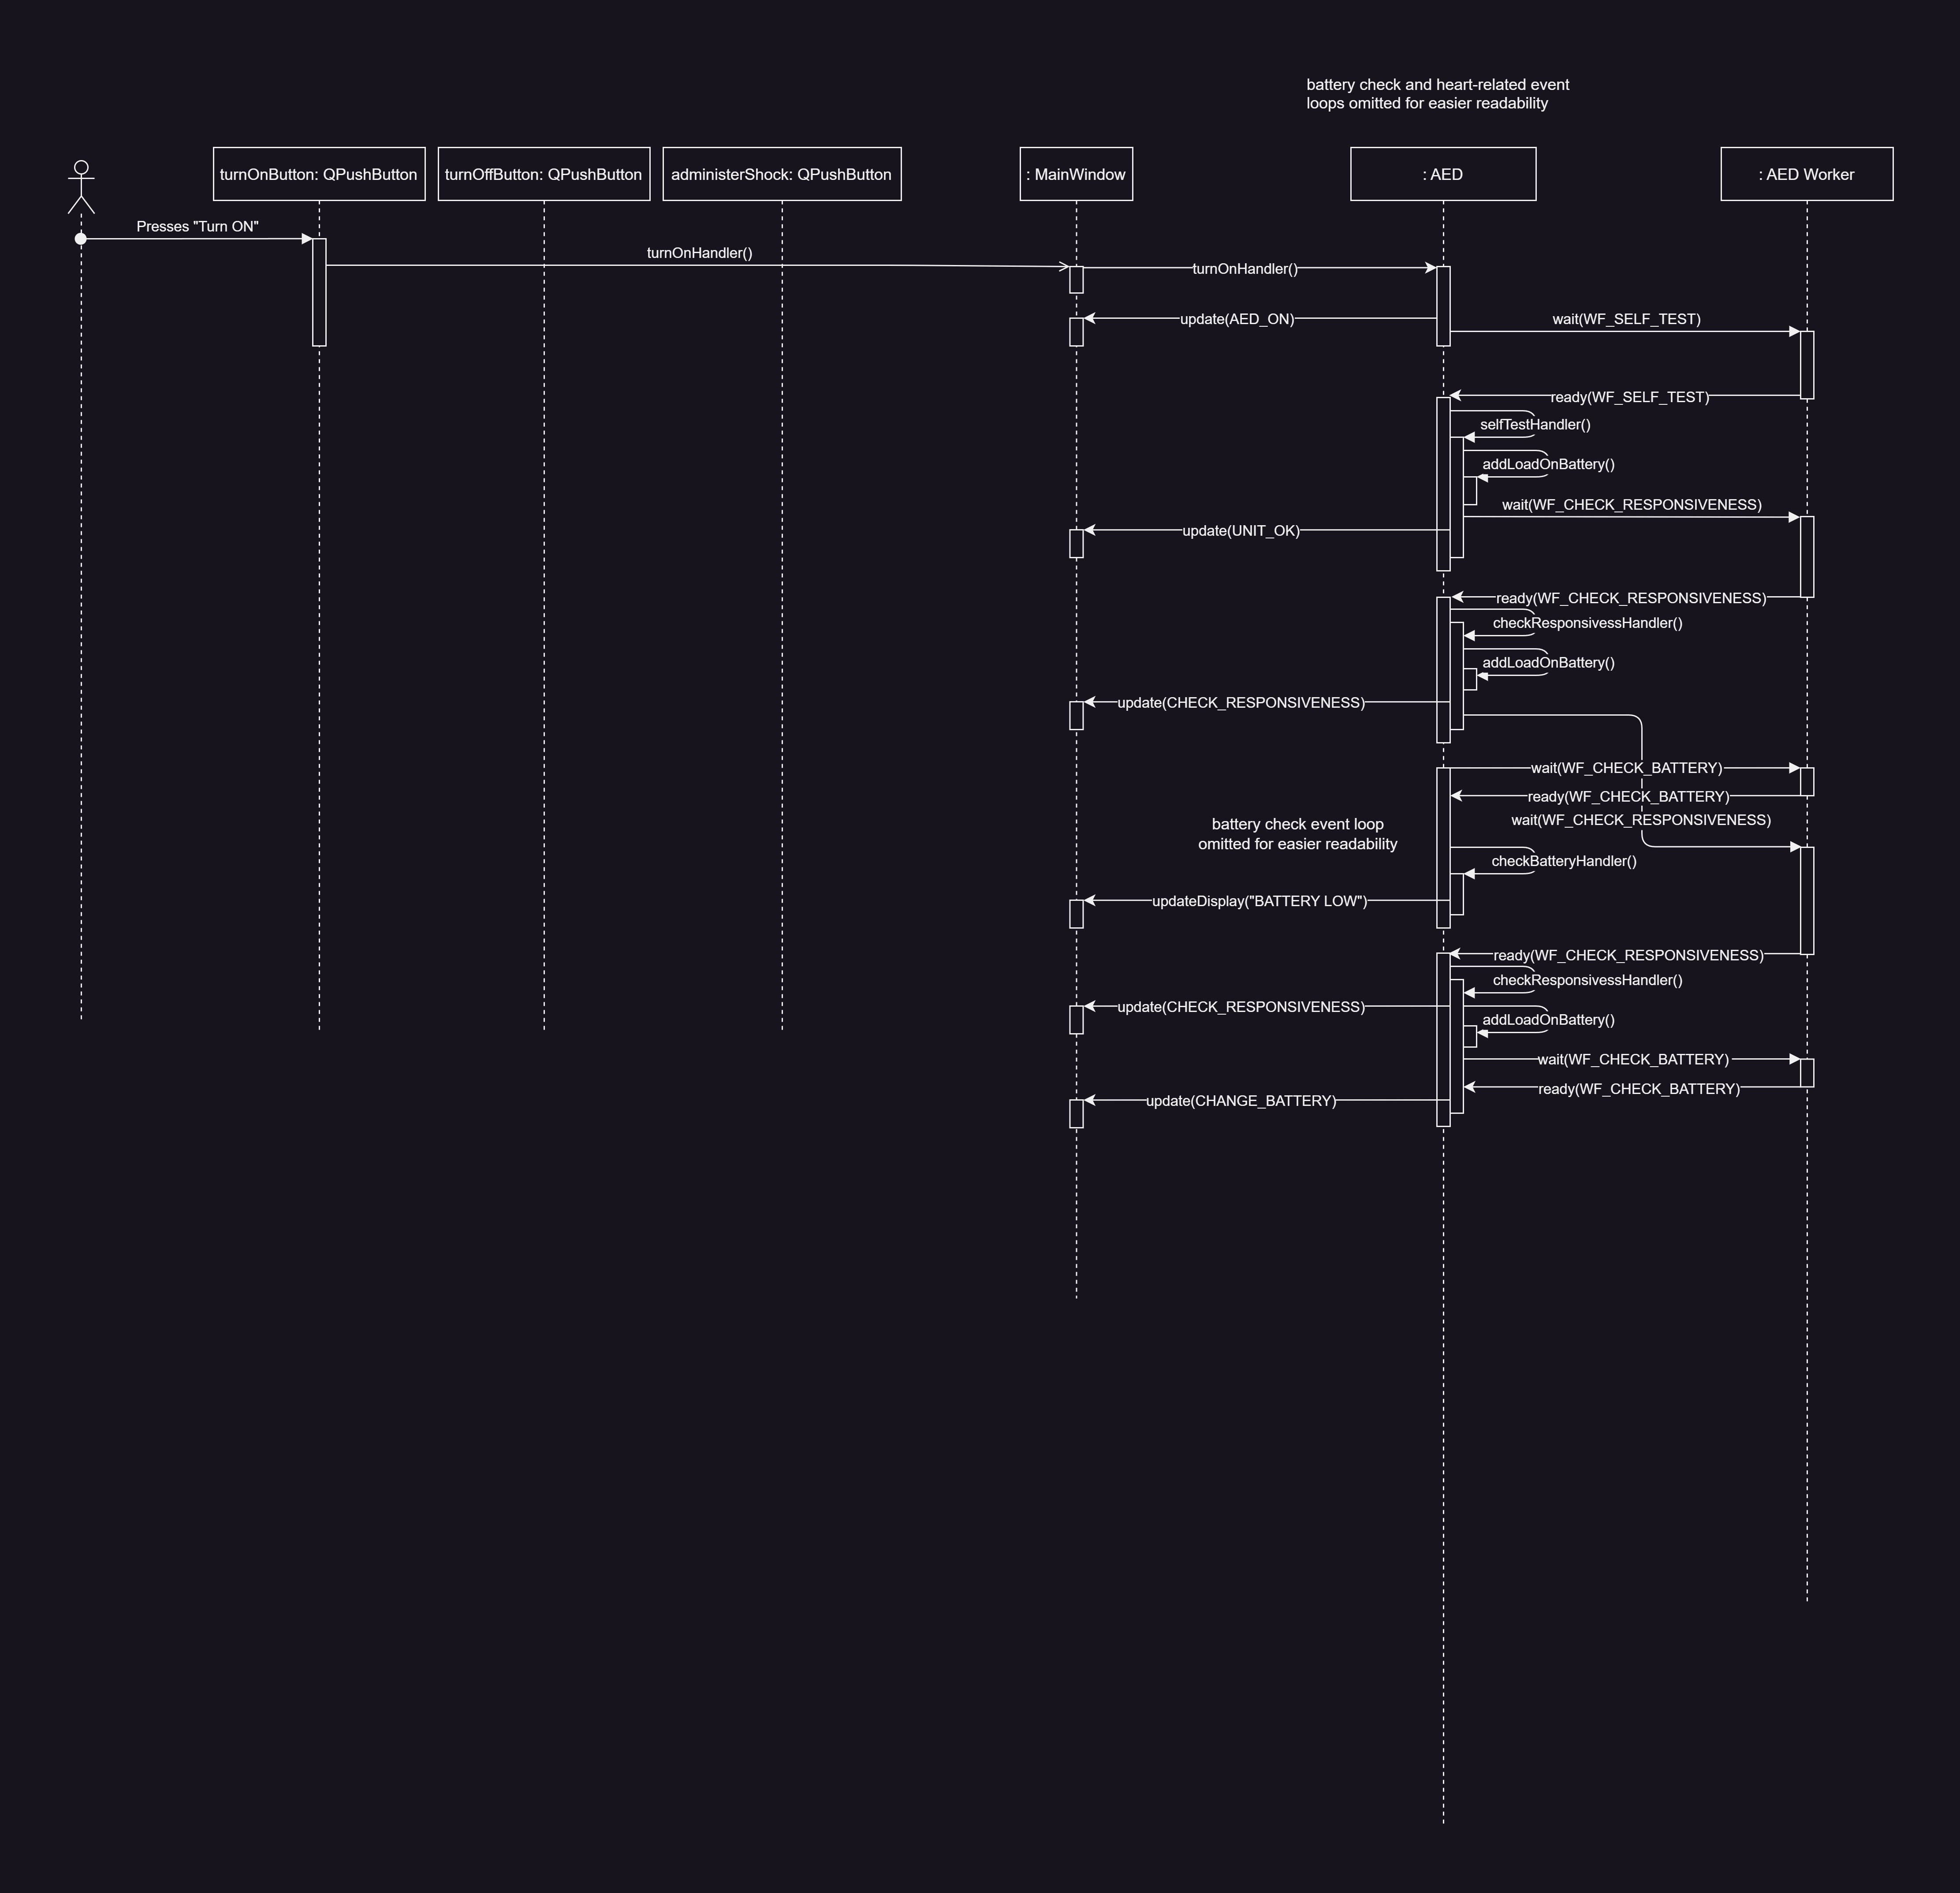 battery check and heart-related event
loops omitted for easier readability
turnOnButton: QPushButton
turnOffButton: QPushButton
administerShock: QPushButton
: MainWindow
: AED
: AED Worker
Presses "Turn ON"
turnOnHandler()
turnOnHandler()
update(AED_ON)
wait(WF_SELF_TEST)
ready(WF_SELF_TEST)
selfTestHandler()
addLoadOnBattery()
wait(WF_CHECK_RESPONSIVENESS)
update(UNIT_OK)
ready(WF_CHECK_RESPONSIVENESS)
checkResponsivessHandler()
addLoadOnBattery()
update(CHECK_RESPONSIVENESS)
wait(WF_CHECK_BATTERY)
ready(WF_CHECK_BATTERY)
wait(WF_CHECK_RESPONSIVENESS)
battery check event loop
omitted for easier readability
checkBatteryHandler()
updateDisplay("BATTERY LOW")
ready(WF_CHECK_RESPONSIVENESS)
checkResponsivessHandler()
update(CHECK_RESPONSIVENESS)
addLoadOnBattery()
wait(WF_CHECK_BATTERY)
ready(WF_CHECK_BATTERY)
update(CHANGE_BATTERY)